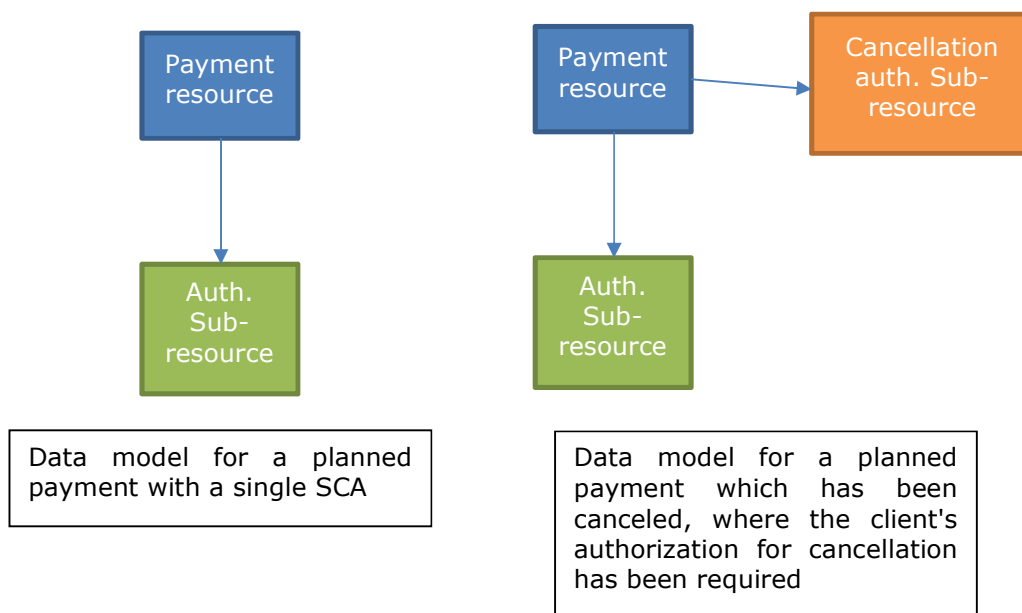 Payment
resource
Auth.
Sub-
resource
Data model for a planned
payment with a single SCA
Payment
resource
Cancellation
auth. Sub-
resource
Auth.
Sub-
resource
Data model for a planned
payment which has been
canceled, where the client's
authorization for cancellation
has been required